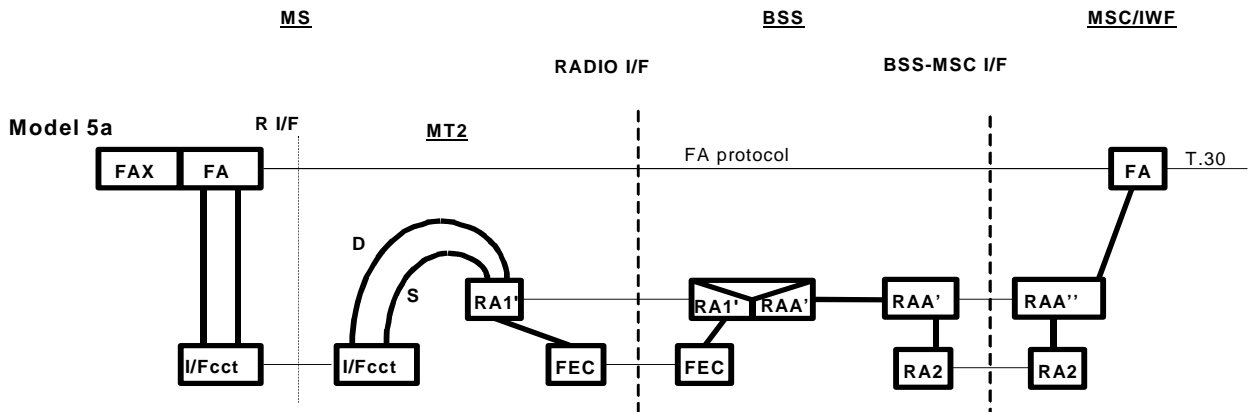 MS BSS MSC/IWF
RADIO I/F BSS-MSC I/F
Model 5a R I/F MT2
FAX FA FA protocol FA T.30
D
S
RA1' RA1' RAA' RAA' RAA''
I/Fcct I/Fcct FEC FEC RA2 RA2